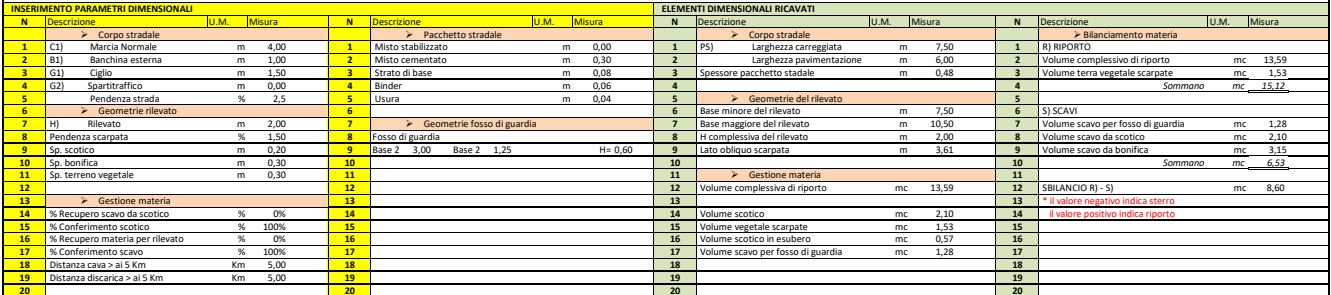 INSERIMENTO PARAMETRI DIMENSIONALI ELEMENTI DIMENSIONALI RICAVATI
N Descrizione U.M. Misura N Descrizione U.M. Misura N Descrizione U.M. Misura N Descrizione U.M. Misura
➢ Corpo stradale ➢ Pacchetto stradale ➢ Corpo stradale ➢ Bilanciamento materia
1 C1) Marcia Normale m 4,00 1 Misto stabilizzato m 0,00 1 PS) Larghezza carreggiata m 7,50 1 R) RIPORTO
2 B1) Banchina esterna m 1,00 2 Misto cementato m 0,30 2 Larghezza pavimentazione m 6,00 2 Volume complessivo di riporto mc 13,59
3 G1) Ciglio m 1,50 3 Strato di base m 0,08 3 Spessore pacchetto stadale m 0,48 3 Volume terra vegetale scarpate mc 1,53
4 G2) Spartitraffico m 0,00 4 Binder m 0,06 4 4 Sommano mc 15,12
5 Pendenza strada % 2,5 5 Usura m 0,04 5 ➢ Geometrie del rilevato 5
6 ➢ Geometrie rilevato 6 6 Base minore del rilevato m 7,50 6 S) SCAVI
7 H) Rilevato m 2,00 7 ➢ Geometrie fosso di guardia 7 Base maggiore del rilevato m 10,50 7 Volume scavo per fosso di guardia mc 1,28
8 Pendenza scarpata % 1,50 8 Fosso di guardia 8 H complessiva del rilevato m 2,00 8 Volume scavo da scotico mc 2,10
9 Sp. scotico m 0,20 9 Base 2 3,00 Base 2 1,25 H= 0,60 9 Lato obliquo scarpata m 3,61 9 Volume scavo da bonifica mc 3,15
10 Sp. bonifica m 0,30 10 10 10 Sommano mc 6,53
11 Sp. terreno vegetale m 0,30 11 11 ➢ Gestione materia 11
12 12 12 Volume complessiva di riporto mc 13,59 12 SBILANCIO R) - S) mc 8,60
13 ➢ Gestione materia 13 13 13 * il valore negativo indica sterro
14 % Recupero scavo da scotico % 0% 14 14 Volume scotico mc 2,10 14 il valore positivo indica riporto
15 % Conferimento scotico % 100% 15 15 Volume vegetale scarpate mc 1,53 15
16 % Recupero materia per rilevato % 0% 16 16 Volume scotico in esubero mc 0,57 16
17 % Conferimento scavo % 100% 17 17 Volume scavo per fosso di guardia mc 1,28 17
18 Distanza cava > ai 5 Km Km 5,00 18 18 18
19 Distanza discarica > ai 5 Km Km 5,00 19 19 19
20 20 20 20